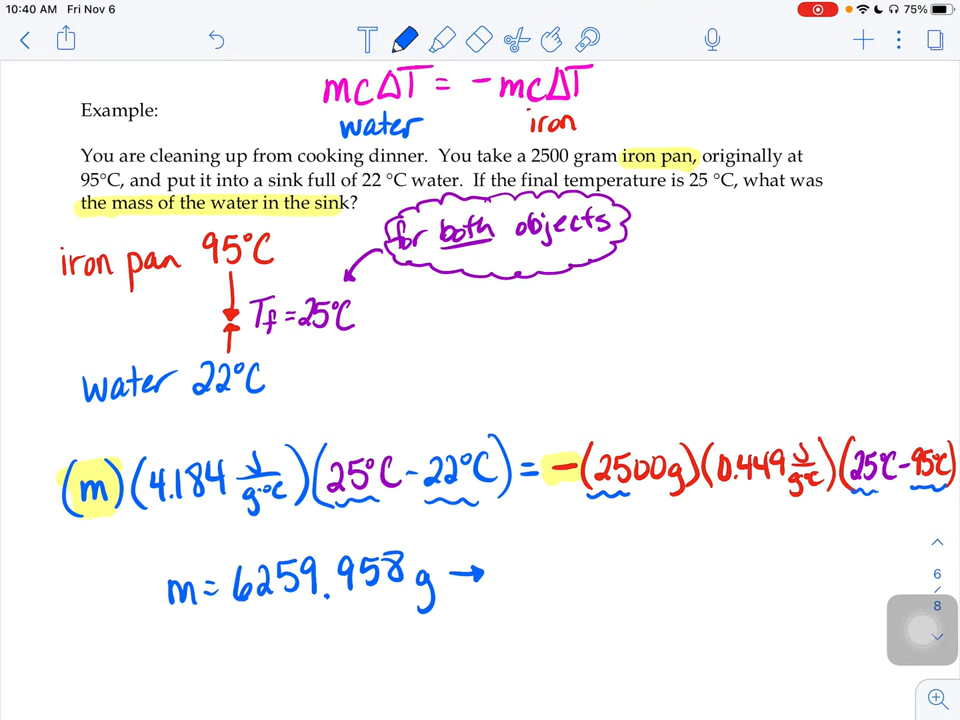 10:40 AM Fri Nov 6 75%
T
mcΔT = -mcΔT
water iron
Example:
You are cleaning up from cooking dinner. You take a 2500 gram iron pan, originally at
95°C, and put it into a sink full of 22 °C water. If the final temperature is 25 °C, what was
the mass of the water in the sink?
for both objects
iron pan 95°C
Tf = 25°C
water 22°C
(m)(4.184 J/g·°C)(25°C - 22°C) = -(2500g)(0.449 J/g·°C)(25°C - 95°C)
m = 6259.958 g →
6
/
8